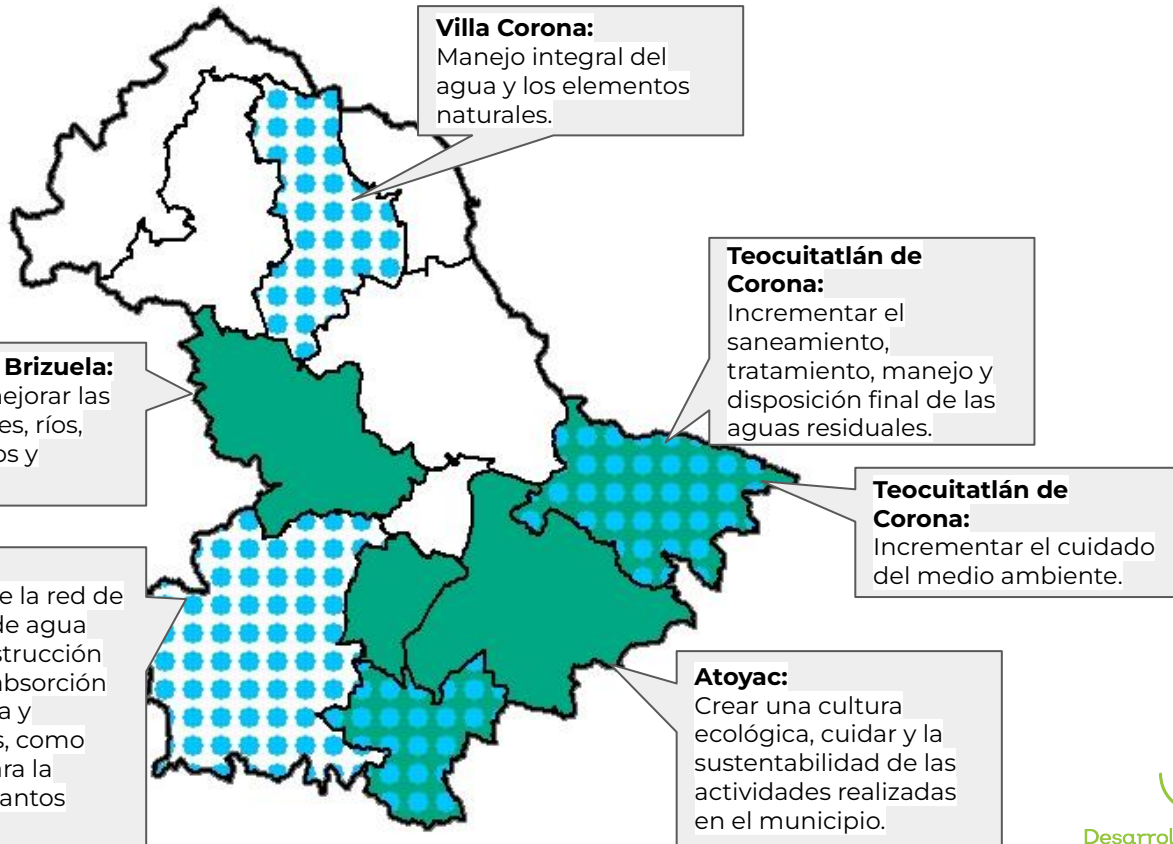 Villa Corona:
Manejo integral del
agua y los elementos
naturales.
Teocuitatlán de
Corona:
Incrementar el
saneamiento,
tratamiento, manejo y
disposición final de las
aguas residuales.
Brizuela:
mejorar las
es, ríos,
os y
Teocuitatlán de
Corona:
Incrementar el cuidado
del medio ambiente.
e la red de
de agua
strucción
absorción
a y
s, como
ara la
antos
Atoyac:
Crear una cultura
ecológica, cuidar y la
sustentabilidad de las
actividades realizadas
en el municipio.
Desarrol